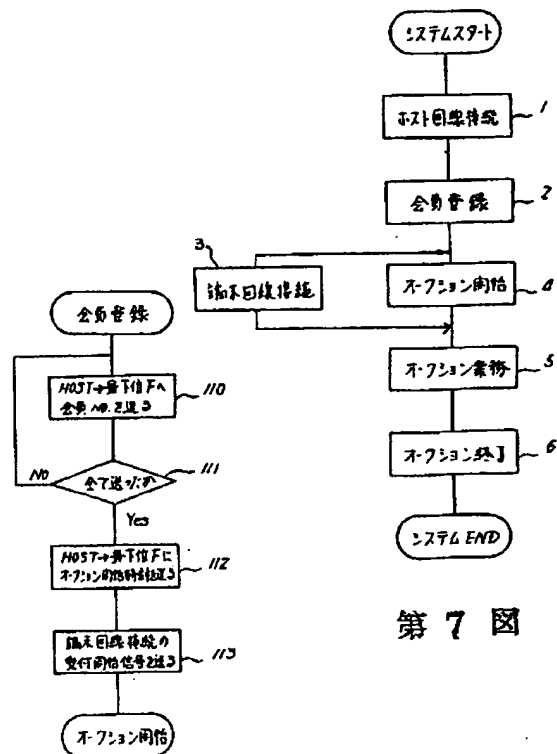 システムスタート
ホスト回線接続
1
会員登録
2
3
端末回線接続
オークション開始
4
オークション業務
5
オークション終了
6
システムEND
第7図
会員登録
HOST→最下位Fへ
会員NO.を送る
110
全て送ったか
111
NO
Yes
HOST→最下位Fに
オークション開始時刻を送る
112
端末回線接続の
受付開始信号を送る
113
オークション開始